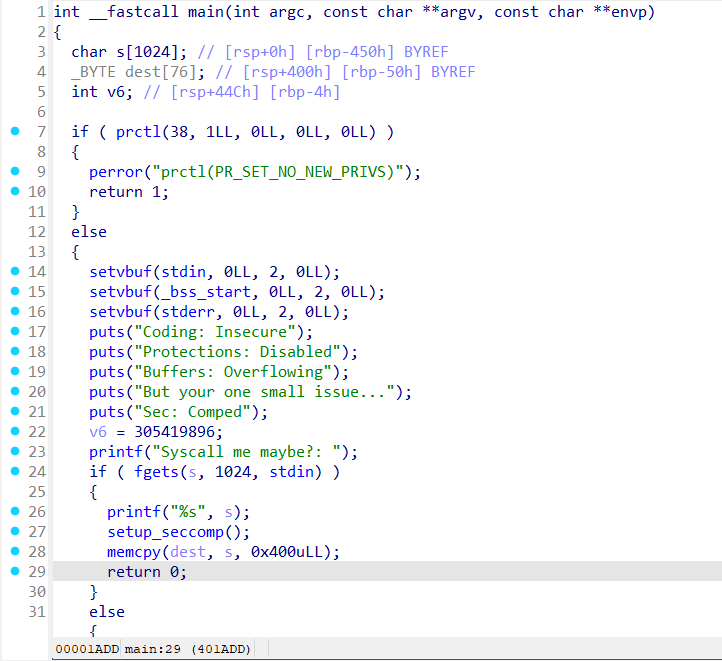 1 int __fastcall main(int argc, const char **argv, const char **envp)
2 {
3 char s[1024]; // [rsp+0h] [rbp-450h] BYREF
4 _BYTE dest[76]; // [rsp+400h] [rbp-50h] BYREF
5 int v6; // [rsp+44Ch] [rbp-4h]
6
7 if ( prctl(38, 1LL, 0LL, 0LL, 0LL) )
8 {
9 perror("prctl(PR_SET_NO_NEW_PRIVS)");
10 return 1;
11 }
12 else
13 {
14 setvbuf(stdin, 0LL, 2, 0LL);
15 setvbuf(_bss_start, 0LL, 2, 0LL);
16 setvbuf(stderr, 0LL, 2, 0LL);
17 puts("Coding: Insecure");
18 puts("Protections: Disabled");
19 puts("Buffers: Overflowing");
20 puts("But your one small issue...");
21 puts("Sec: Comped");
22 v6 = 305419896;
23 printf("Syscall me maybe?: ");
24 if ( fgets(s, 1024, stdin) )
25 {
26 printf("%s", s);
27 setup_seccomp();
28 memcpy(dest, s, 0x400uLL);
29 return 0;
30 }
31 else
{
00001ADD main:29 (401ADD)